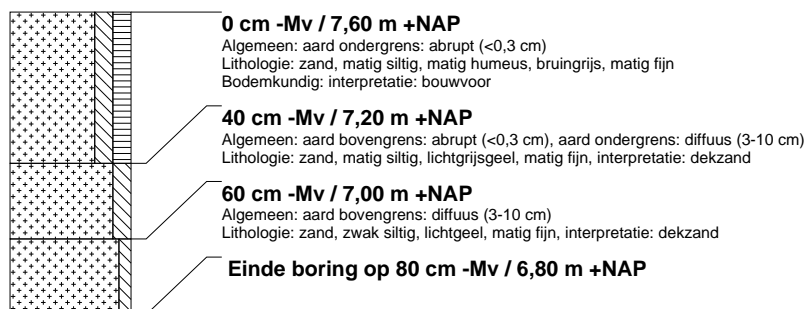 0 cm -Mv / 7,60 m +NAP
Algemeen: aard ondergrens: abrupt (<0,3 cm)
Lithologie: zand, matig siltig, matig humeus, bruingrijs, matig fijn
Bodemkundig: interpretatie: bouwvoor
40 cm -Mv / 7,20 m +NAP
Algemeen: aard bovengrens: abrupt (<0,3 cm), aard ondergrens: diffuus (3-10 cm)
Lithologie: zand, matig siltig, lichtgrijsgeel, matig fijn, interpretatie: dekzand
60 cm -Mv / 7,00 m +NAP
Algemeen: aard bovengrens: diffuus (3-10 cm)
Lithologie: zand, zwak siltig, lichtgeel, matig fijn, interpretatie: dekzand
Einde boring op 80 cm -Mv / 6,80 m +NAP